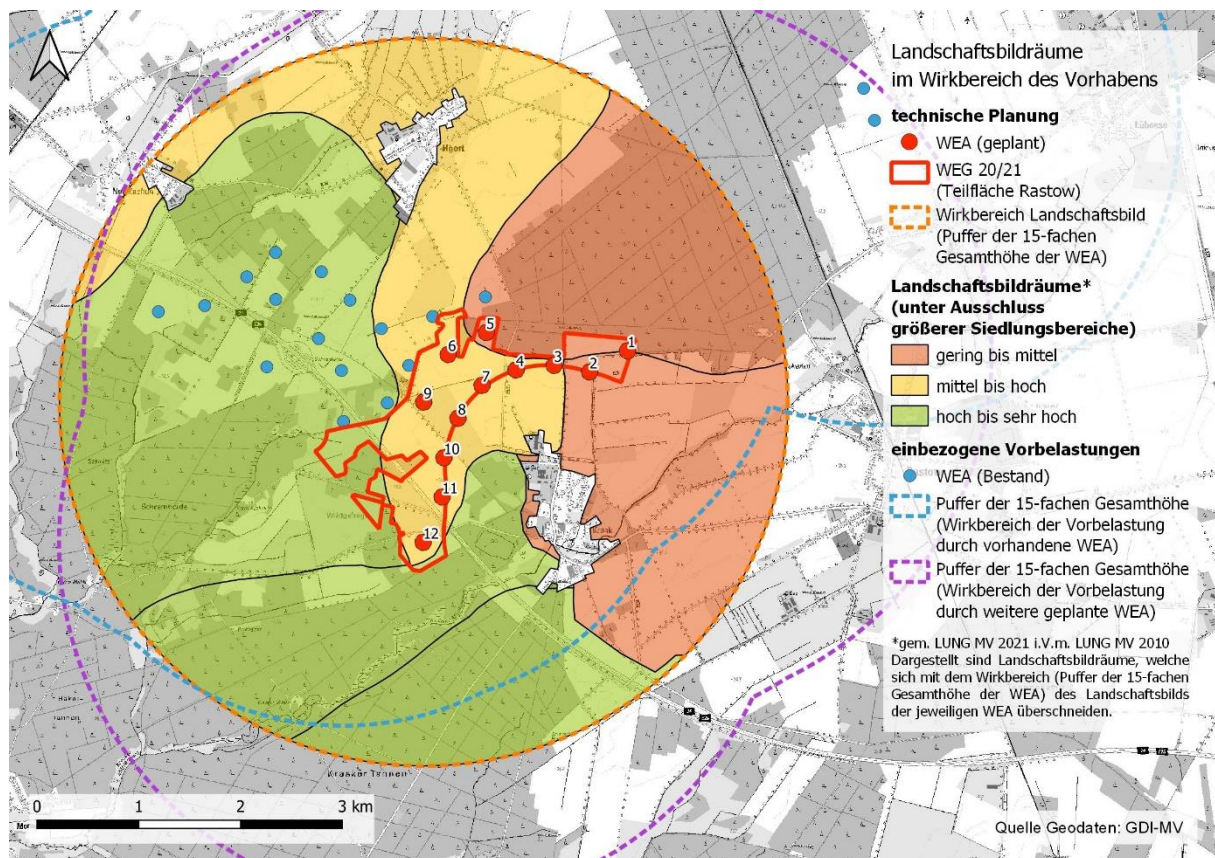 Landschaftsbildräume
im Wirkbereich des Vorhabens
technische Planung
WEA (geplant)
WEG 20/21
(Teilfläche Rastow)
Wirkbereich Landschaftsbild
(Puffer der 15-fachen
Gesamthöhe der WEA)
Landschaftsbildräume*
(unter Ausschluss
größerer Siedlungsbereiche)
gering bis mittel
mittel bis hoch
hoch bis sehr hoch
einbezogene Vorbelastungen
WEA (Bestand)
Puffer der 15-fachen Gesamthöhe
(Wirkbereich der Vorbelastung
durch vorhandene WEA)
Puffer der 15-fachen Gesamthöhe
(Wirkbereich der Vorbelastung
durch weitere geplante WEA)
*gem. LUNG MV 2021 i.V.m. LUNG MV 2010
Dargestellt sind Landschaftsbildräume, welche
sich mit dem Wirkbereich (Puffer der 15-fachen
Gesamthöhe der WEA) des Landschaftsbilds
der jeweiligen WEA überschneiden.
Hoort
Lübesse
1
2
3
4
5
6
7
8
9
10
11
12
Kraaker Tannen
0 1 2 3 km
Quelle Geodaten: GDI-MV